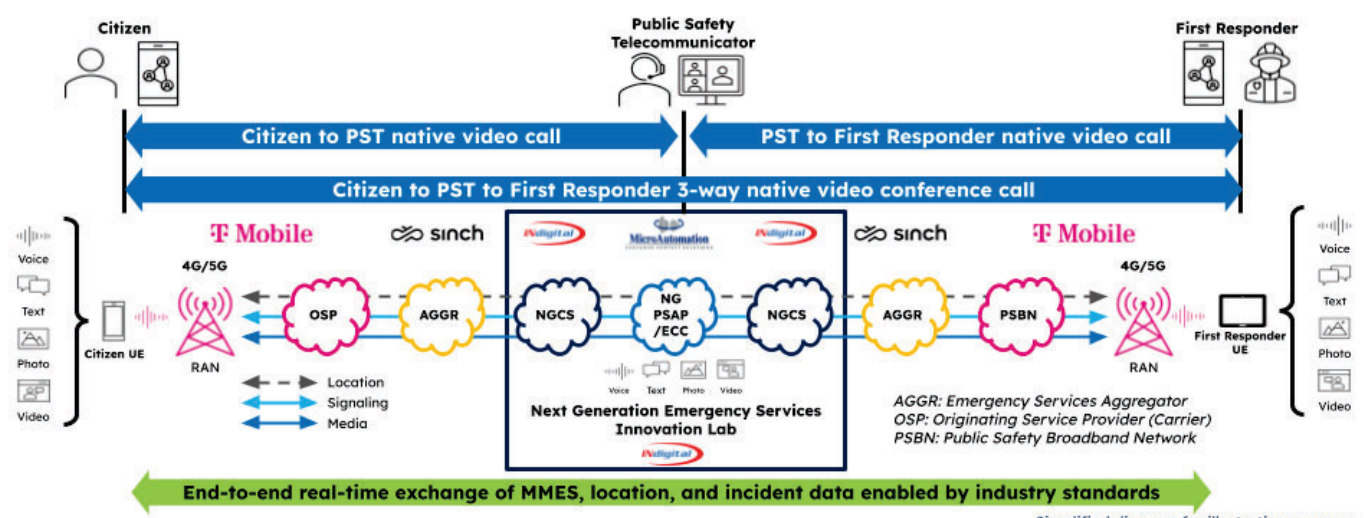 Citizen
Public Safety
Telecommunicator
First Responder
Citizen to PST native video call
PST to First Responder native video call
Citizen to PST to First Responder 3-way native video conference call
T Mobile
sinch
INdigital
MicroAutomation
INdigital
sinch
T Mobile
Voice
Text
Photo
Video
Citizen UE
4G/5G
RAN
OSP
AGGR
NGCS
NG
PSAP
/ECC
NGCS
AGGR
PSBN
4G/5G
RAN
First Responder
UE
Voice
Text
Photo
Video
Location
Signaling
Media
Voice
Text
Photo
Video
Next Generation Emergency Services
Innovation Lab
INdigital
AGGR: Emergency Services Aggregator
OSP: Originating Service Provider (Carrier)
PSBN: Public Safety Broadband Network
End-to-end real-time exchange of MMES, location, and incident data enabled by industry standards